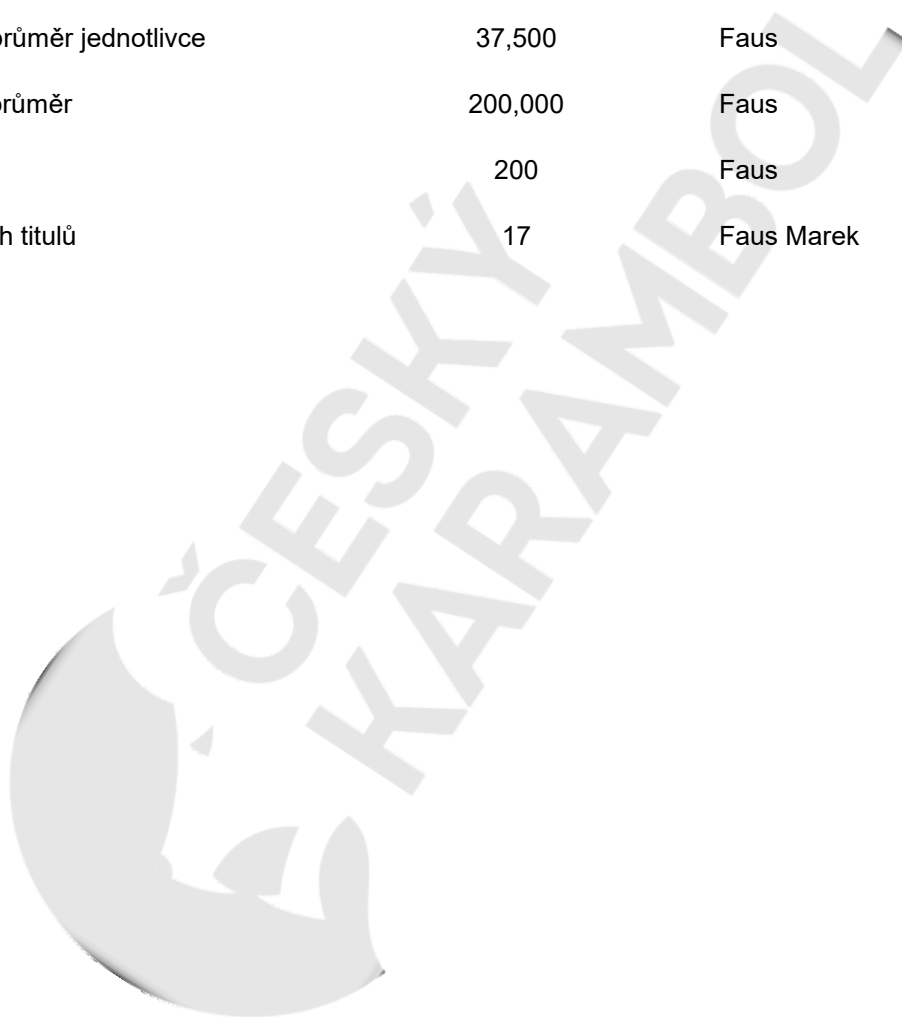 průměr jednotlivce 37,500 Faus
průměr 200,000 Faus
200 Faus
h titulů 17 Faus Marek
ČESKÝ
KARAMBOL